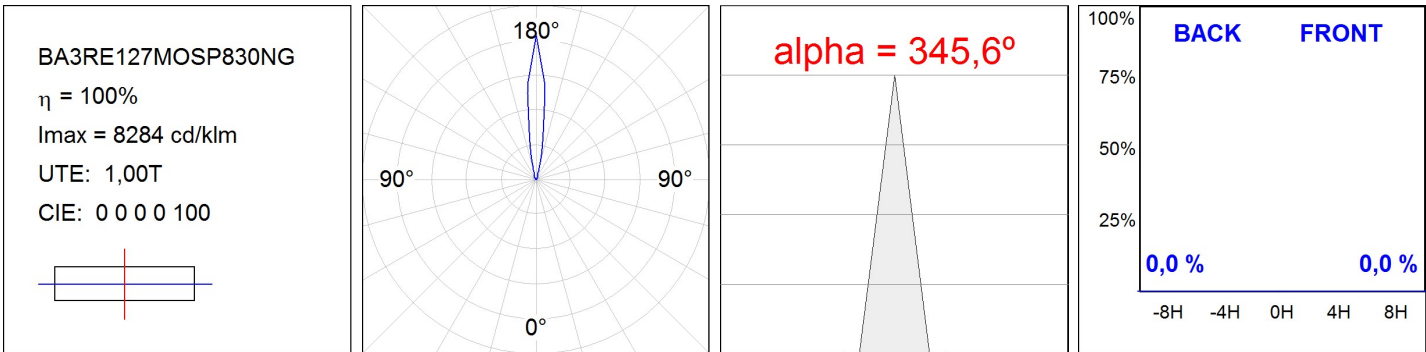 BA3RE127MOSP830NG
η = 100%
Imax = 8284 cd/klm
UTE: 1,00T
CIE: 0 0 0 0 100
180°
90°
90°
0°
alpha = 345,6º
100%
BACK FRONT
75%
50%
25%
0,0 % 0,0 %
-8H -4H 0H 4H 8H